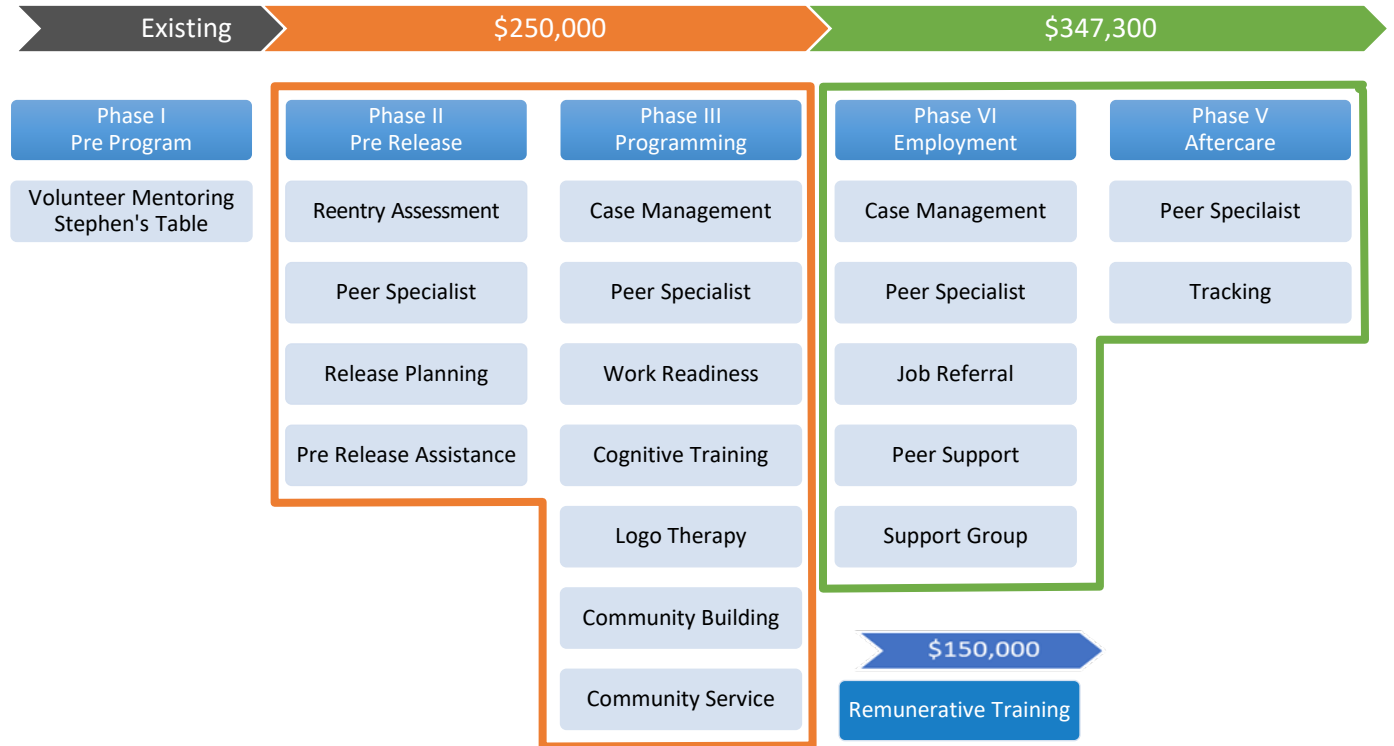 Existing
$250,000
$347,300
Phase I
Pre Program
Volunteer Mentoring
Stephen's Table
Phase II
Pre Release
Reentry Assessment
Peer Specialist
Release Planning
Pre Release Assistance
Phase III
Programming
Case Management
Peer Specialist
Work Readiness
Cognitive Training
Logo Therapy
Community Building
Community Service
Phase VI
Employment
Case Management
Peer Specialist
Job Referral
Peer Support
Support Group
Phase V
Aftercare
Peer Specilaist
Tracking
$150,000
Remunerative Training